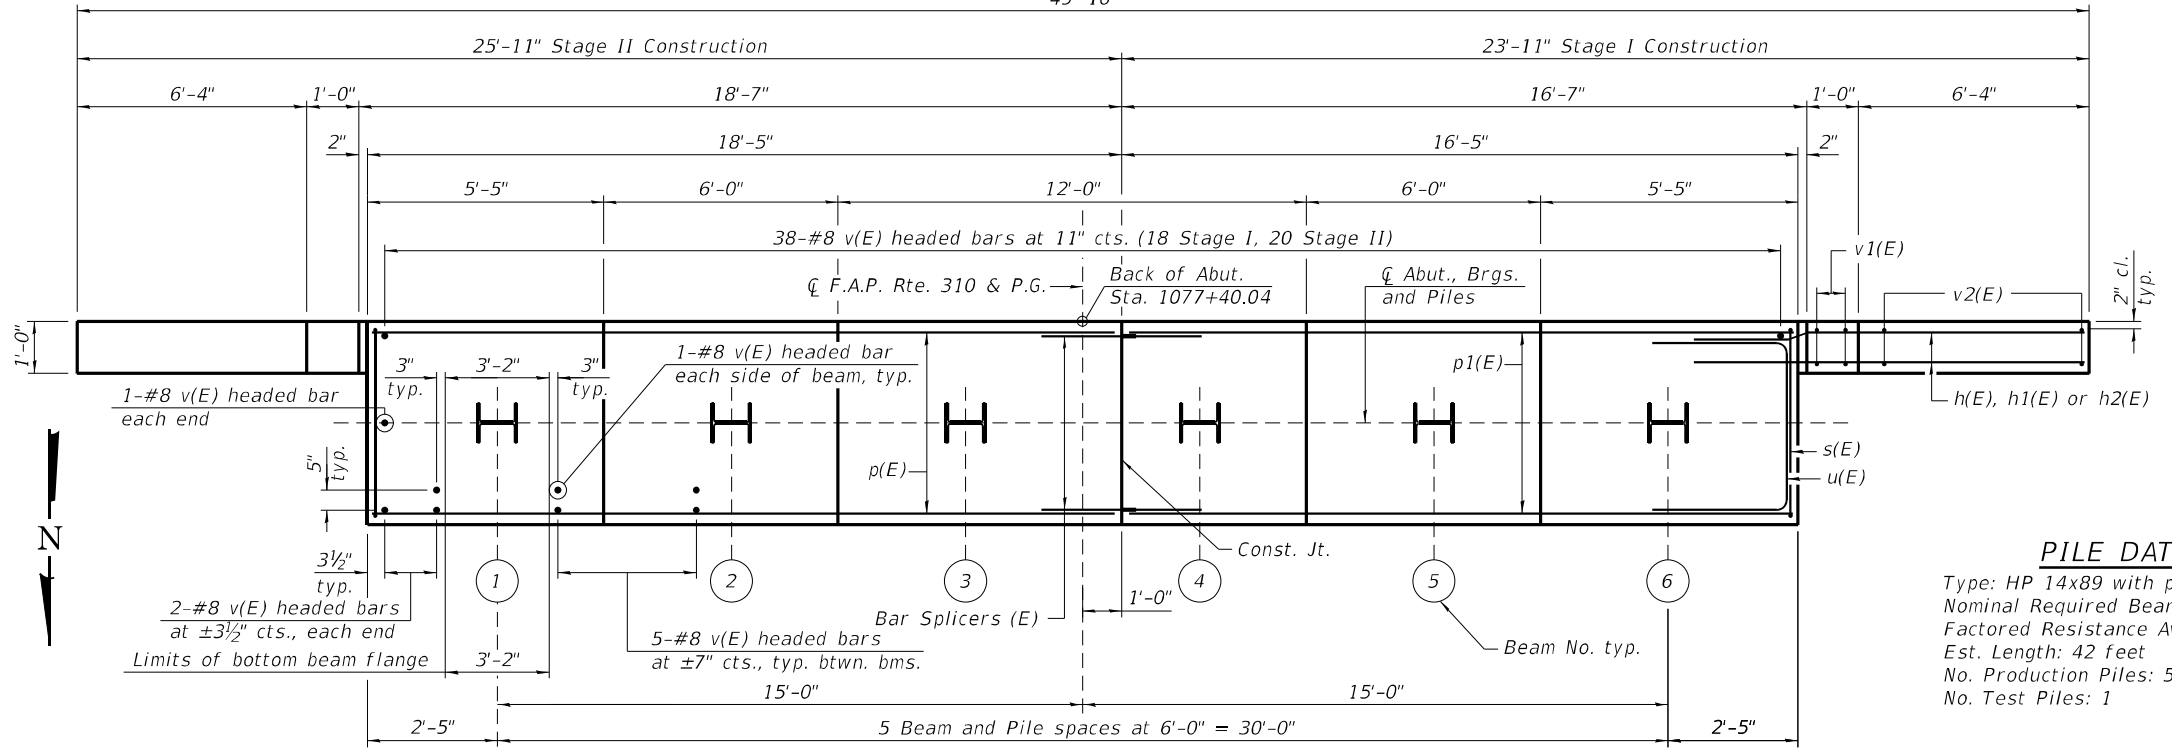 25'-11" Stage II Construction
23'-11" Stage I Construction
6'-4"
1'-0"
18'-7"
16'-7"
1'-0"
6'-4"
2"
18'-5"
16'-5"
2"
5'-5"
6'-0"
12'-0"
6'-0"
5'-5"
38-#8 v(E) headed bars at 11" cts. (18 Stage I, 20 Stage II)
v1(E)
℄ F.A.P. Rte. 310 & P.G.
Back of Abut.
Sta. 1077+40.04
℄ Abut., Brgs.
and Piles
v2(E)
2" cl.
typ.
1'-0"
3"
typ.
3'-2"
3"
typ.
1-#8 v(E) headed bar
each side of beam, typ.
p1(E)
1-#8 v(E) headed bar
each end
h(E), h1(E) or h2(E)
5"
typ.
p(E)
s(E)
u(E)
N
Const. Jt.
3½"
typ.
1
2
3
4
5
6
2-#8 v(E) headed bars
at ±3½" cts., each end
Bar Splicers (E)
1'-0"
5-#8 v(E) headed bars
at ±7" cts., typ. btwn. bms.
Beam No. typ.
Limits of bottom beam flange
3'-2"
15'-0"
15'-0"
2'-5"
5 Beam and Pile spaces at 6'-0" = 30'-0"
2'-5"
PILE DAT
Type: HP 14x89 with p
Nominal Required Bear
Factored Resistance Av
Est. Length: 42 feet
No. Production Piles: 5
No. Test Piles: 1